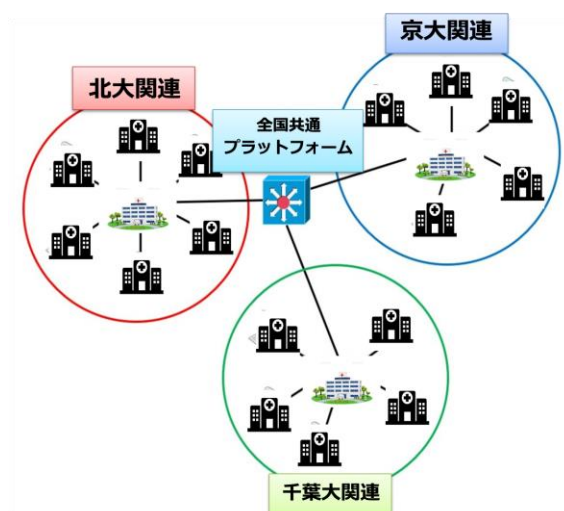 京大関連
北大関連
全国共通
プラットフォーム
千葉大関連